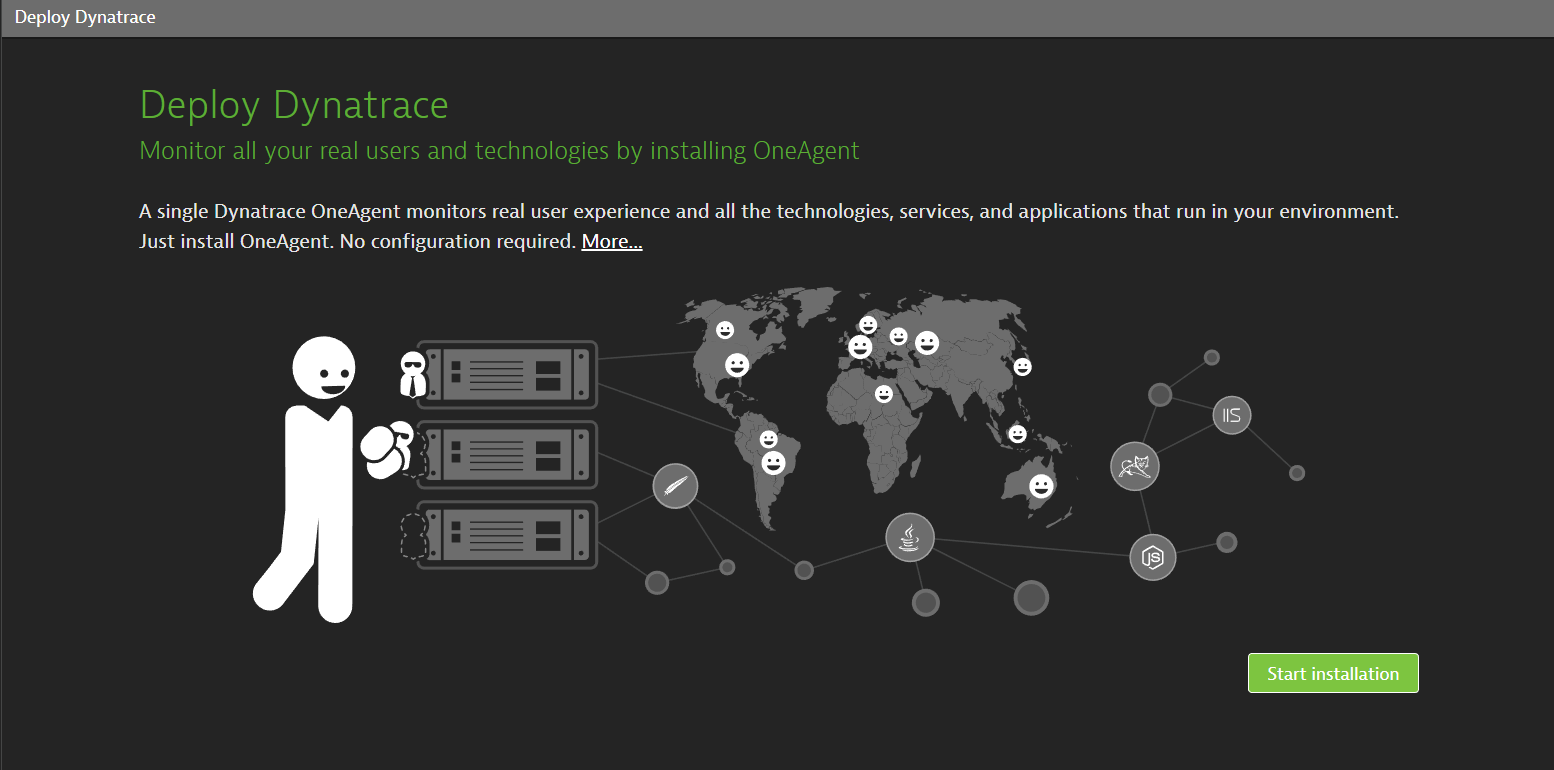 Deploy Dynatrace
Deploy Dynatrace
Monitor all your real users and technologies by installing OneAgent
A single Dynatrace OneAgent monitors real user experience and all the technologies, services, and applications that run in your environment.
Just install OneAgent. No configuration required. More...
IIS
JS
Start installation